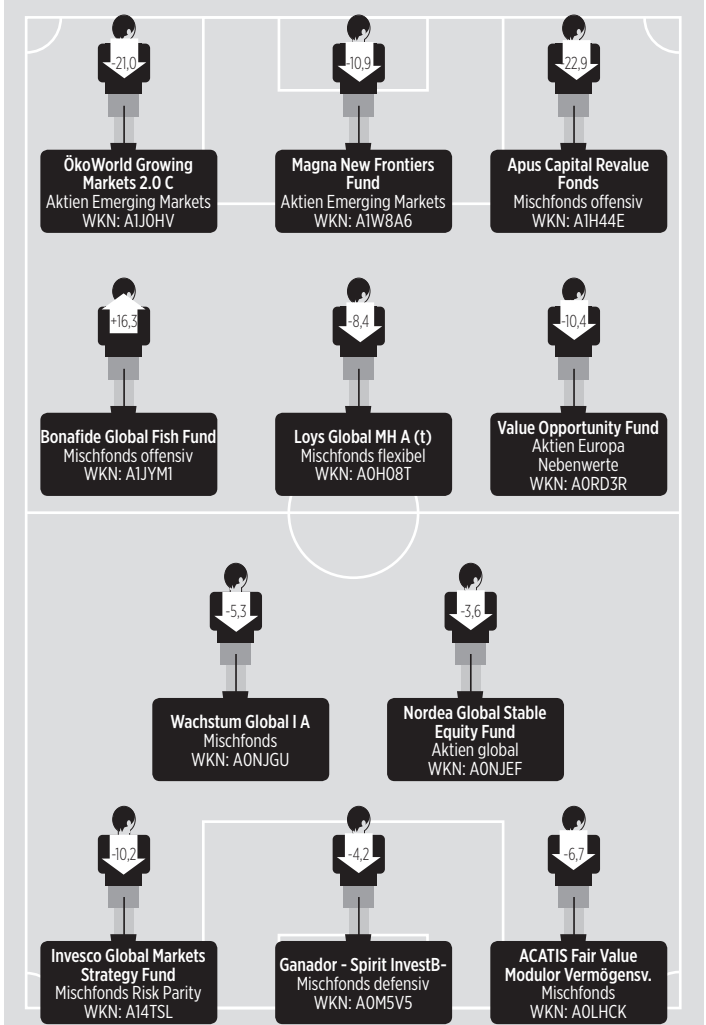 -21,0
-10,9
-22,9
ÖkoWorld Growing
Markets 2.0 C
Aktien Emerging Markets
WKN: A1J0HV
Magna New Frontiers
Fund
Aktien Emerging Markets
WKN: A1W8A6
Apus Capital Revalue
Fonds
Mischfonds offensiv
WKN: A1H44E
+16,3
-8,4
-10,4
Bonafide Global Fish Fund
Mischfonds offensiv
WKN: A1JYM1
Loys Global MH A (t)
Mischfonds flexibel
WKN: A0H08T
Value Opportunity Fund
Aktien Europa
Nebenwerte
WKN: A0RD3R
-5,3
-3,6
Wachstum Global I A
Mischfonds
WKN: A0NJGU
Nordea Global Stable
Equity Fund
Aktien global
WKN: A0NJEF
-10,2
-4,2
-6,7
Invesco Global Markets
Strategy Fund
Mischfonds Risk Parity
WKN: A14TSL
Ganador - Spirit InvestB-
Mischfonds defensiv
WKN: A0M5V5
ACATIS Fair Value
Modulor Vermögensv.
Mischfonds
WKN: A0LHCK